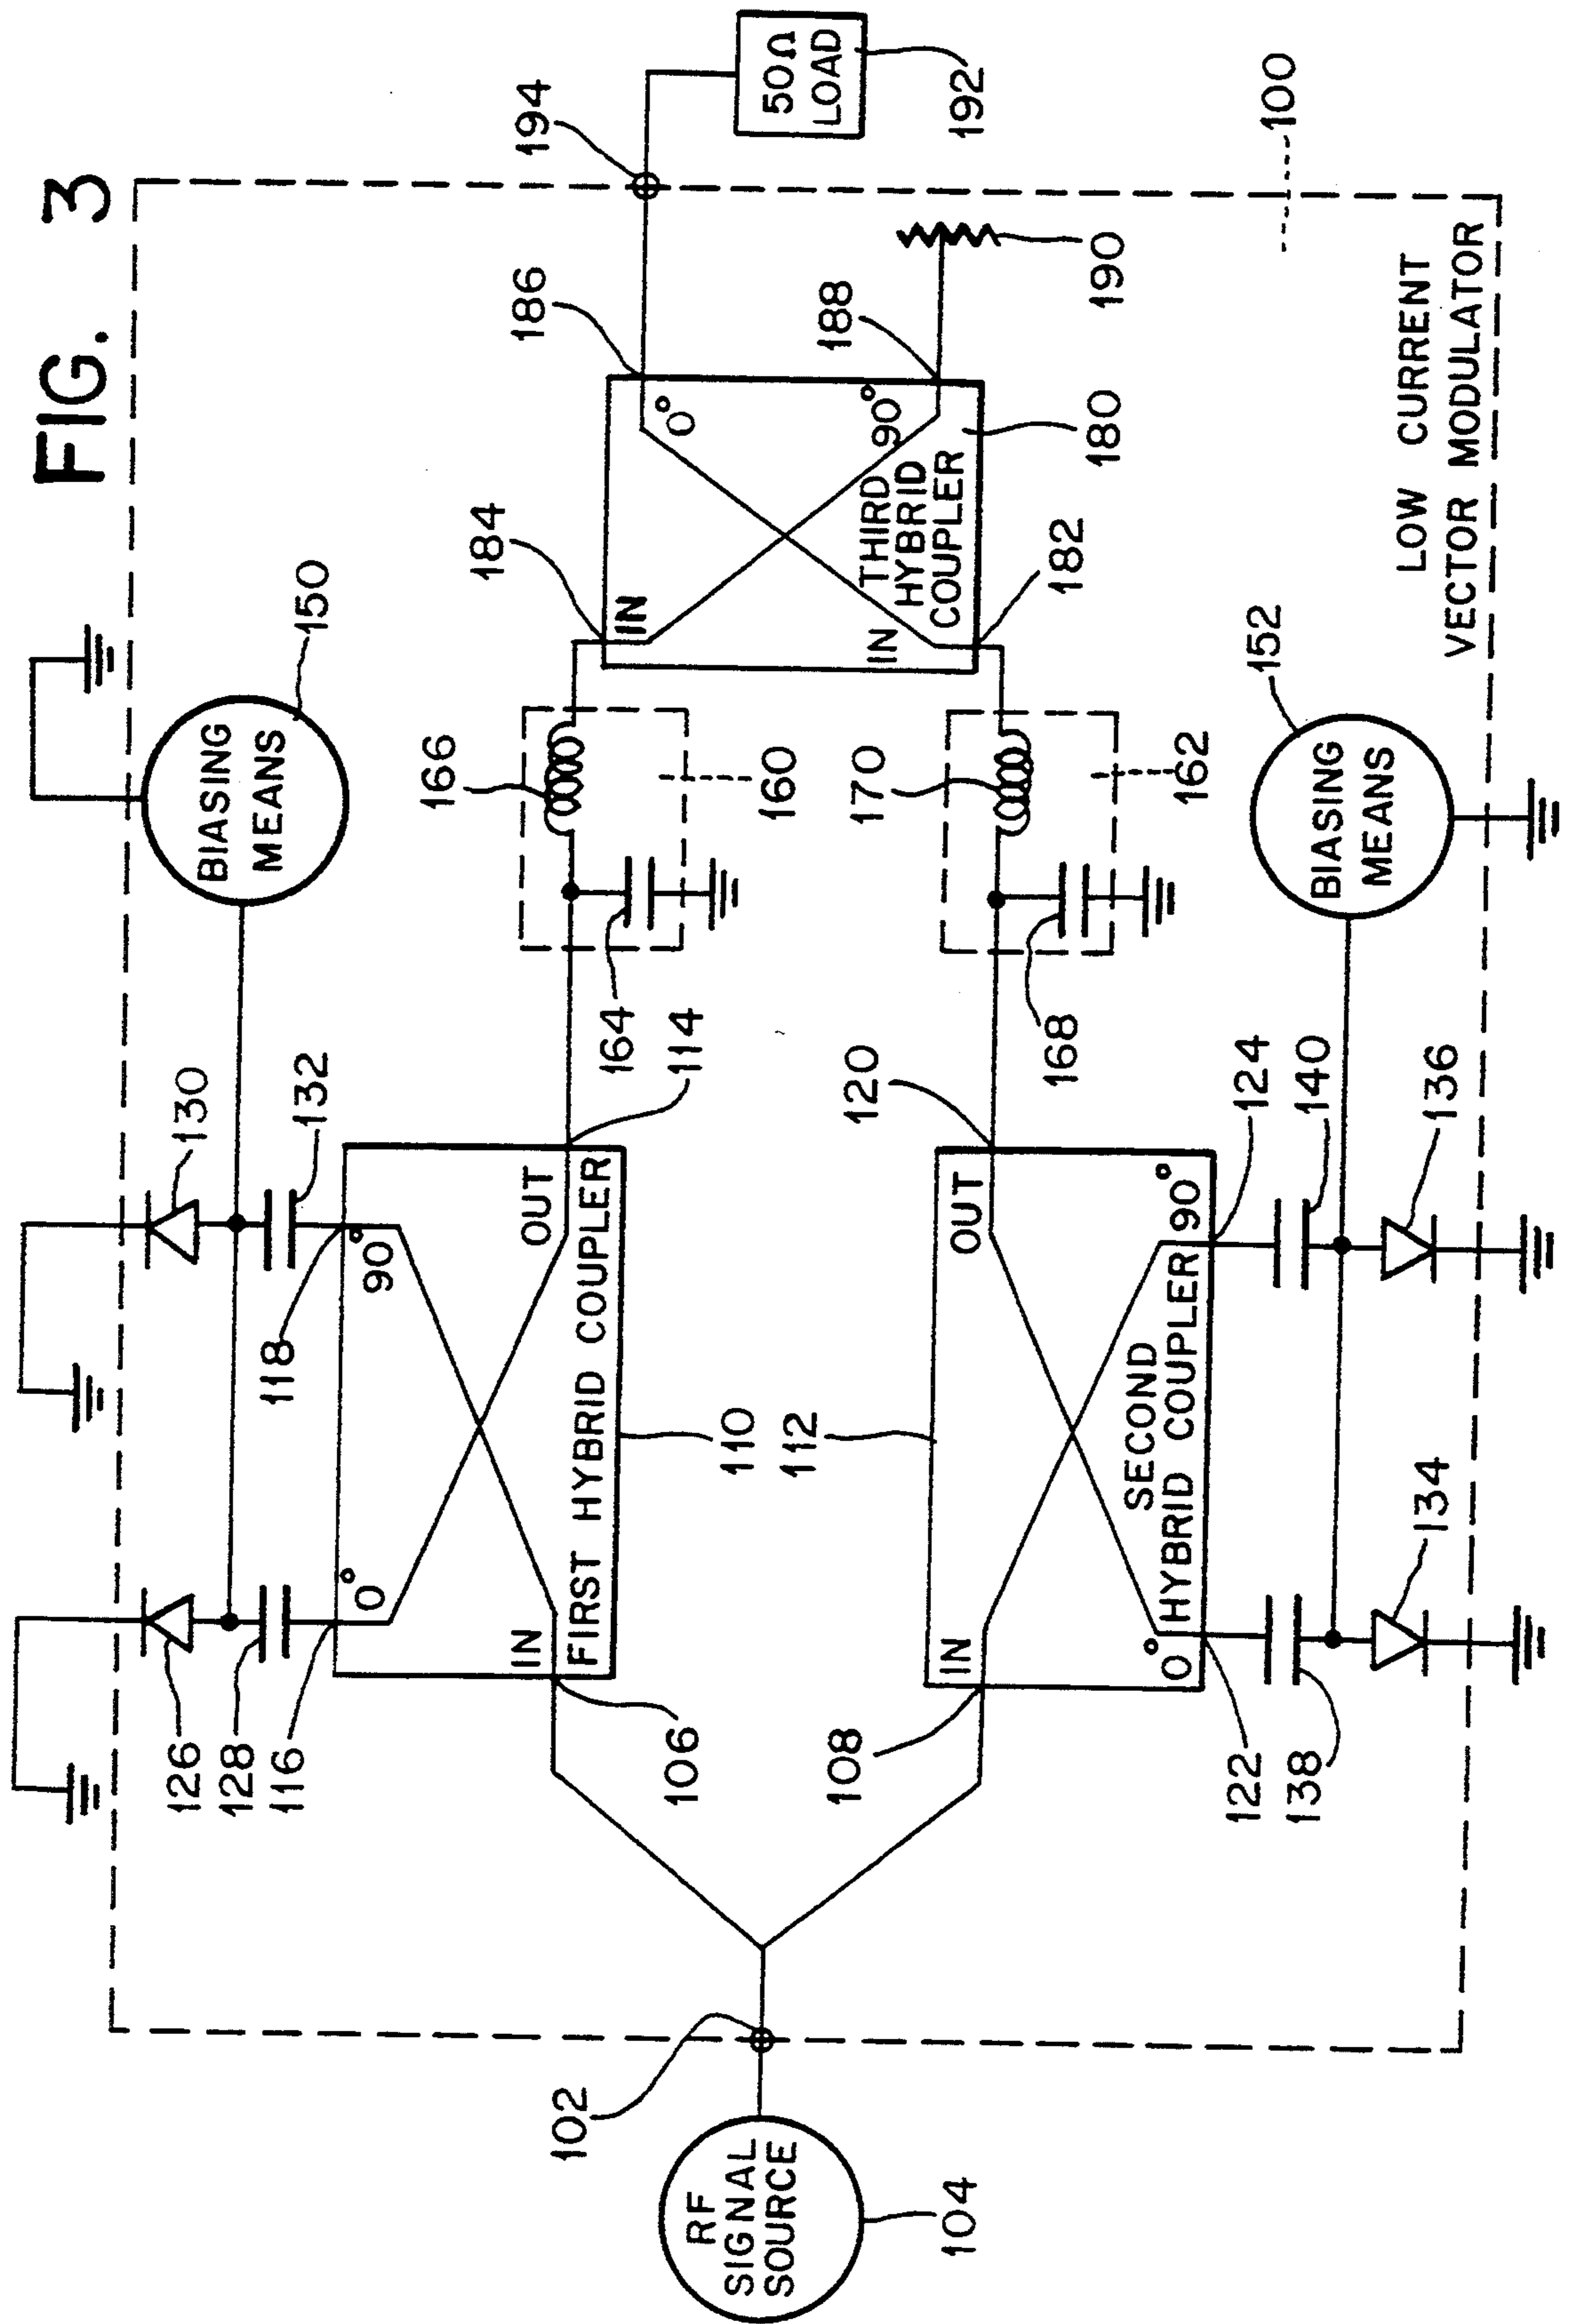 FIG. 3
150
BIASING
MEANS
130
132
126
128
116
118
0°
90°
IN
OUT
FIRST HYBRID COUPLER
106
110
114
164
166
160
184
186
194
50Ω
LOAD
192
IN
0°
THIRD
HYBRID
COUPLER
IN
90°
182
180
188
190
100
RF
SIGNAL
SOURCE
104
102
108
112
120
168
170
162
IN
OUT
SECOND
HYBRID COUPLER
0°
90°
122
138
134
124
140
136
152
BIASING
MEANS
LOW CURRENT
VECTOR MODULATOR